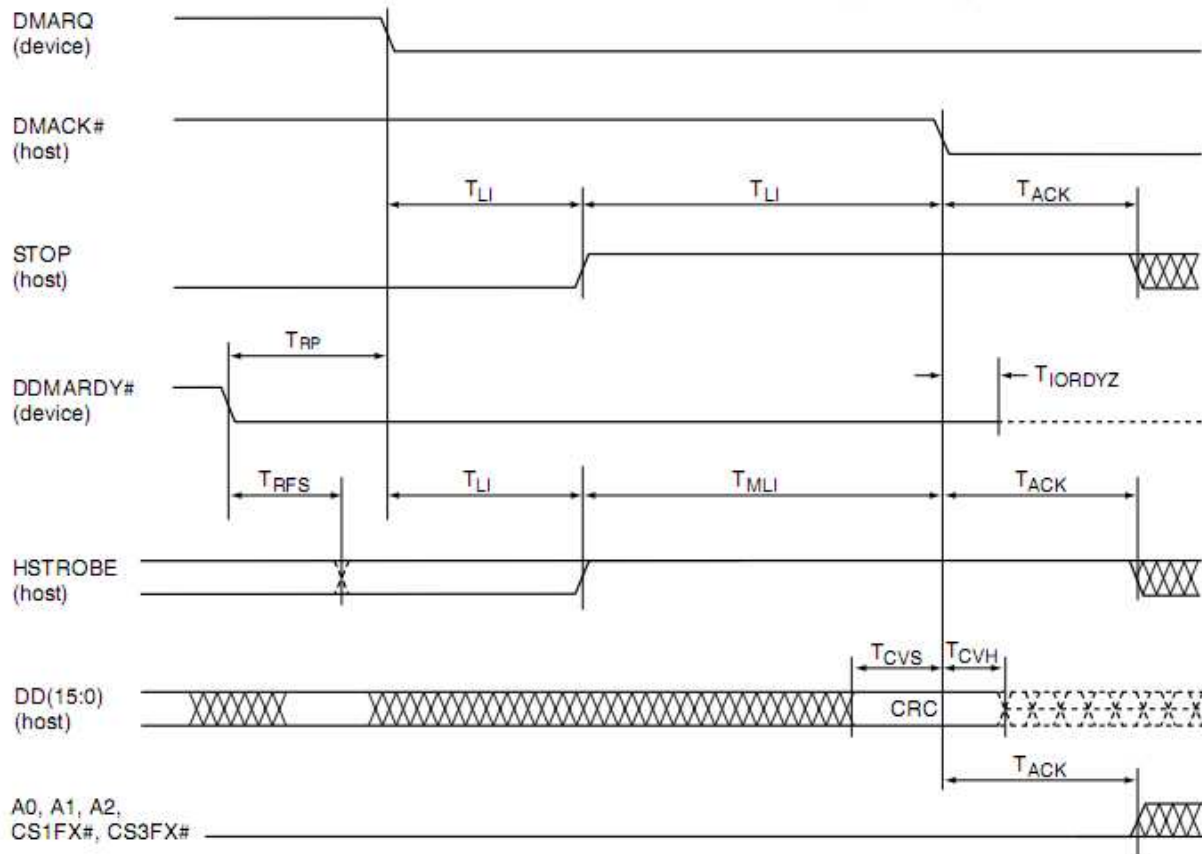 DMARQ
(device)
DMACK#
(host)
TLI TLI TACK
STOP
(host)
TRP
DDMARDY#
(device)
TIORDYZ
TRFS TLI TMLI TACK
HSTROBE
(host)
TCVS TCVH
DD(15:0)
(host)
CRC
TACK
A0, A1, A2,
CS1FX#, CS3FX#